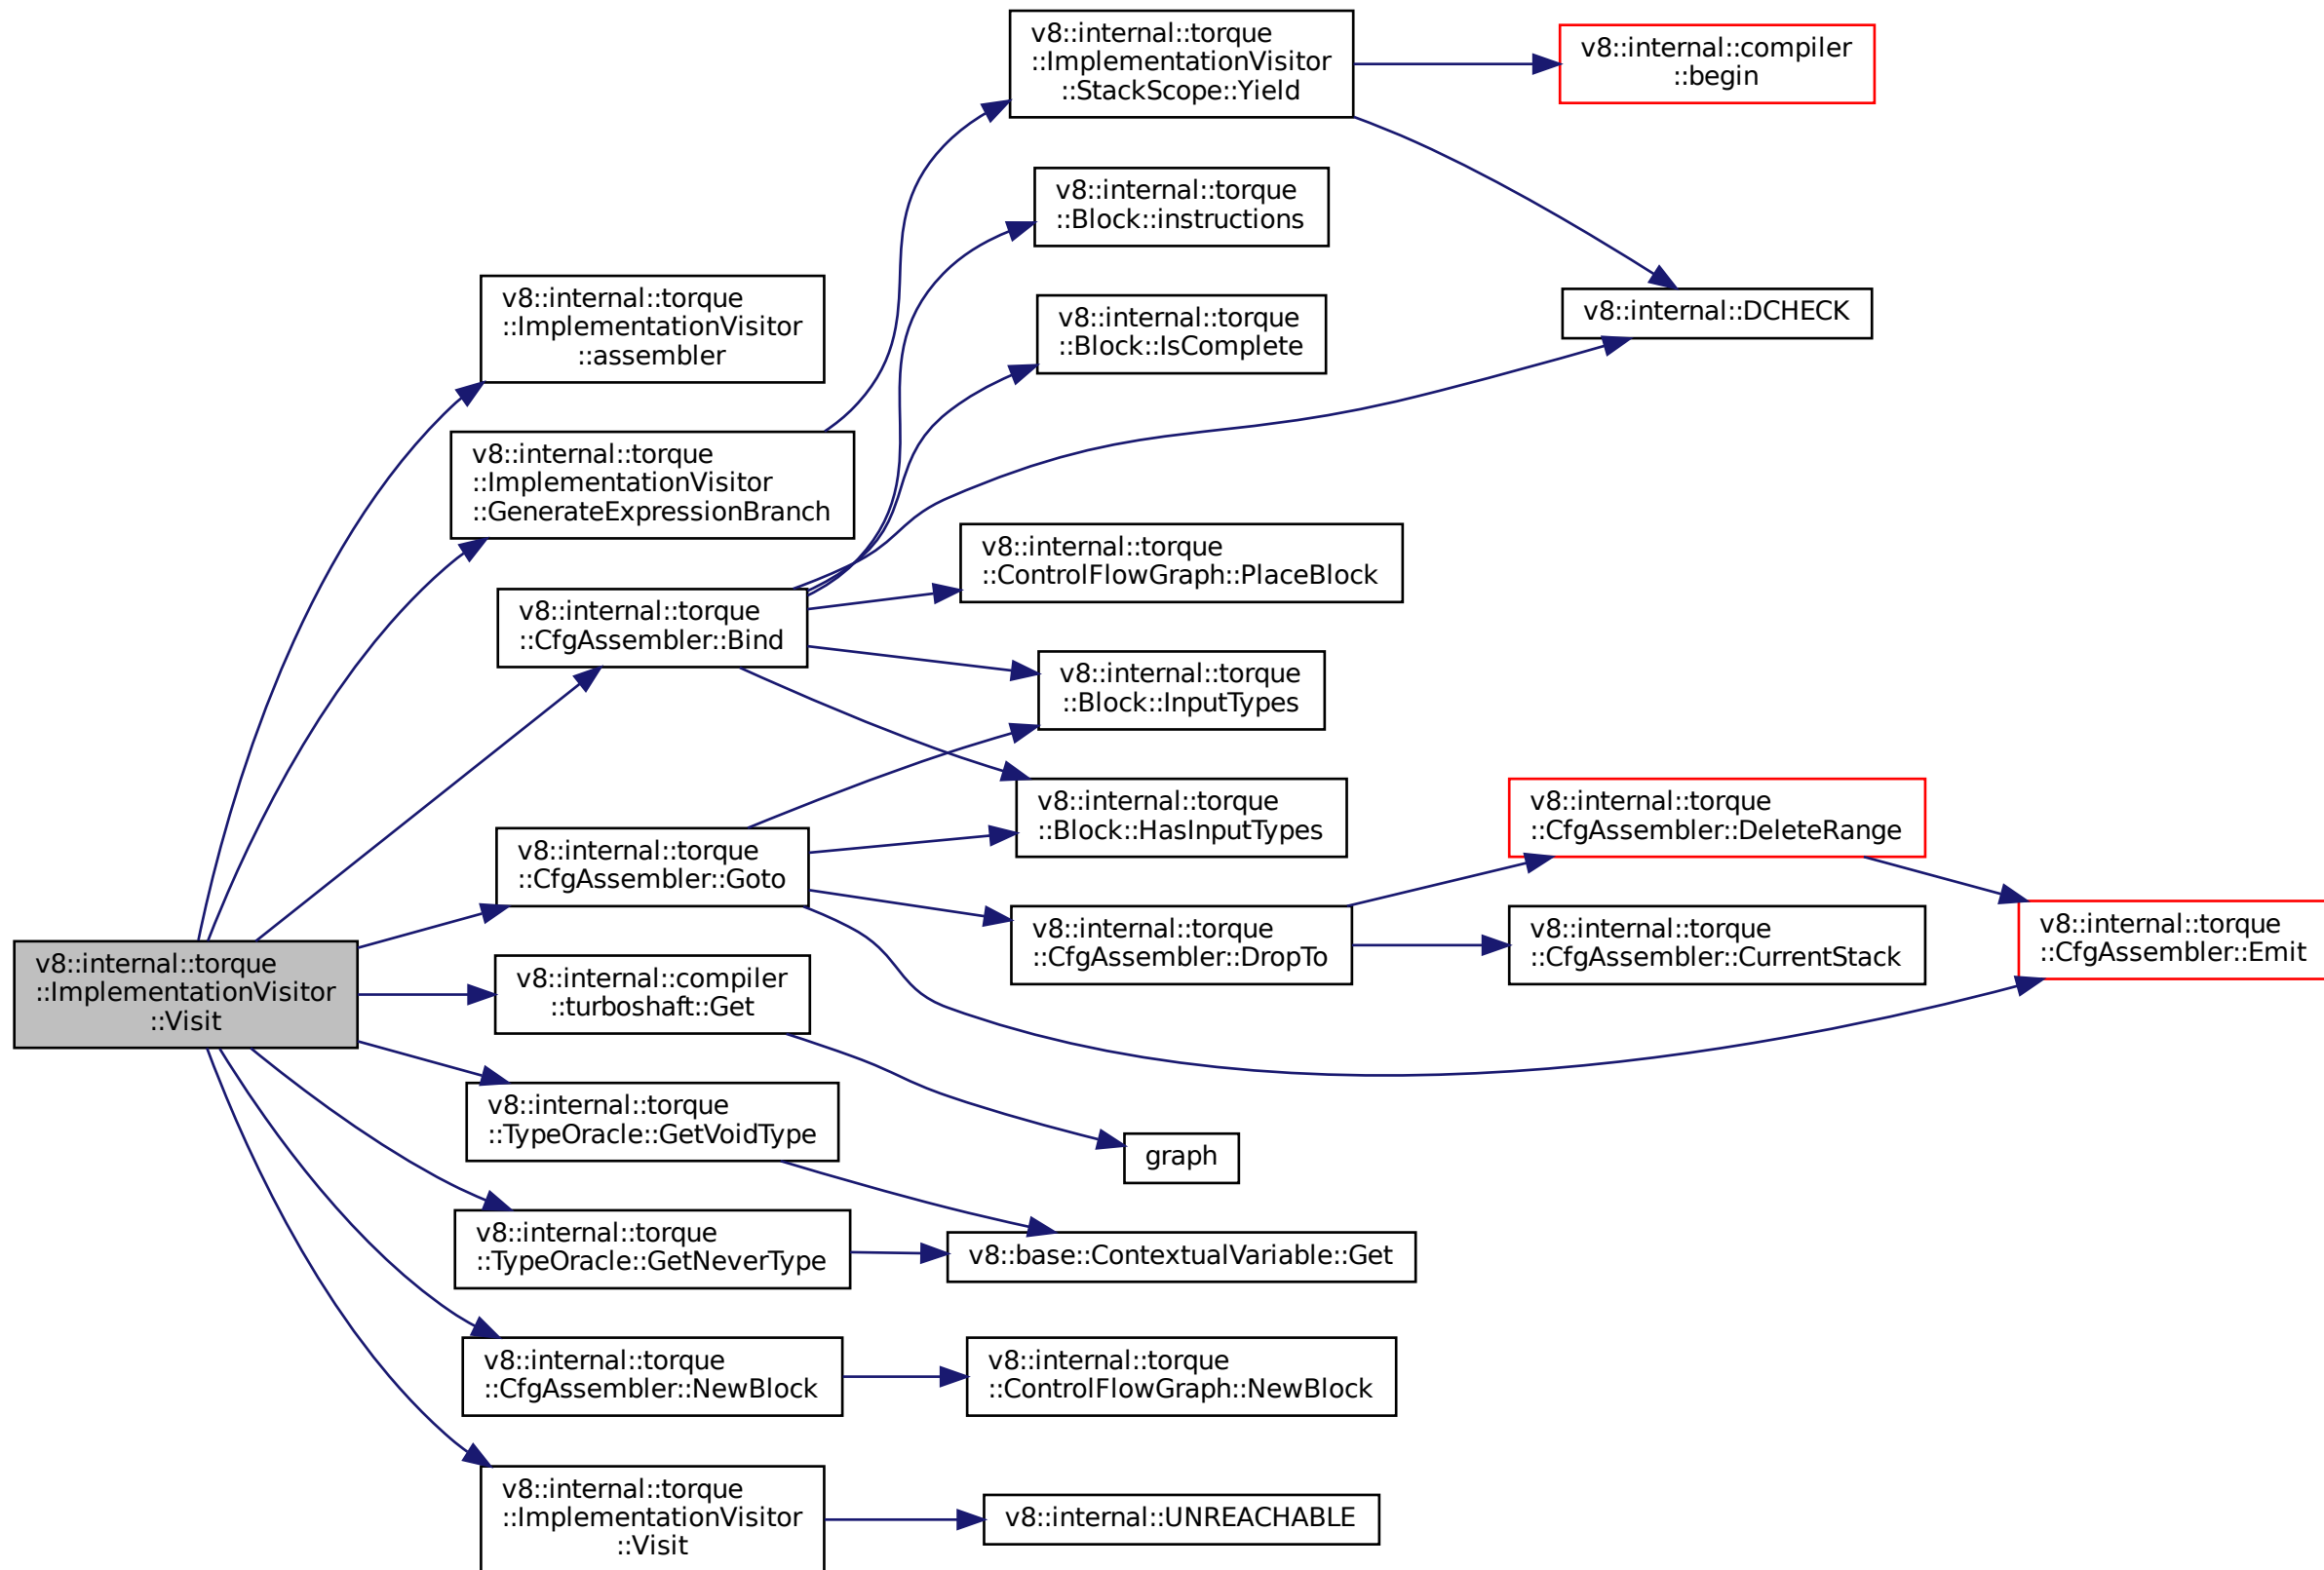 v8::internal::torque
::ImplementationVisitor
::Visit
v8::internal::torque
::ImplementationVisitor
::assembler
v8::internal::torque
::ImplementationVisitor
::GenerateExpressionBranch
v8::internal::torque
::CfgAssembler::Bind
v8::internal::torque
::CfgAssembler::Goto
v8::internal::compiler
::turboshaft::Get
v8::internal::torque
::TypeOracle::GetVoidType
v8::internal::torque
::TypeOracle::GetNeverType
v8::internal::torque
::CfgAssembler::NewBlock
v8::internal::torque
::ImplementationVisitor
::Visit
v8::internal::torque
::ImplementationVisitor
::StackScope::Yield
v8::internal::torque
::Block::instructions
v8::internal::torque
::Block::IsComplete
v8::internal::torque
::ControlFlowGraph::PlaceBlock
v8::internal::torque
::Block::InputTypes
v8::internal::torque
::Block::HasInputTypes
v8::internal::torque
::CfgAssembler::DropTo
graph
v8::base::ContextualVariable::Get
v8::internal::torque
::ControlFlowGraph::NewBlock
v8::internal::UNREACHABLE
v8::internal::compiler
::begin
v8::internal::DCHECK
v8::internal::torque
::CfgAssembler::DeleteRange
v8::internal::torque
::CfgAssembler::CurrentStack
v8::internal::torque
::CfgAssembler::Emit